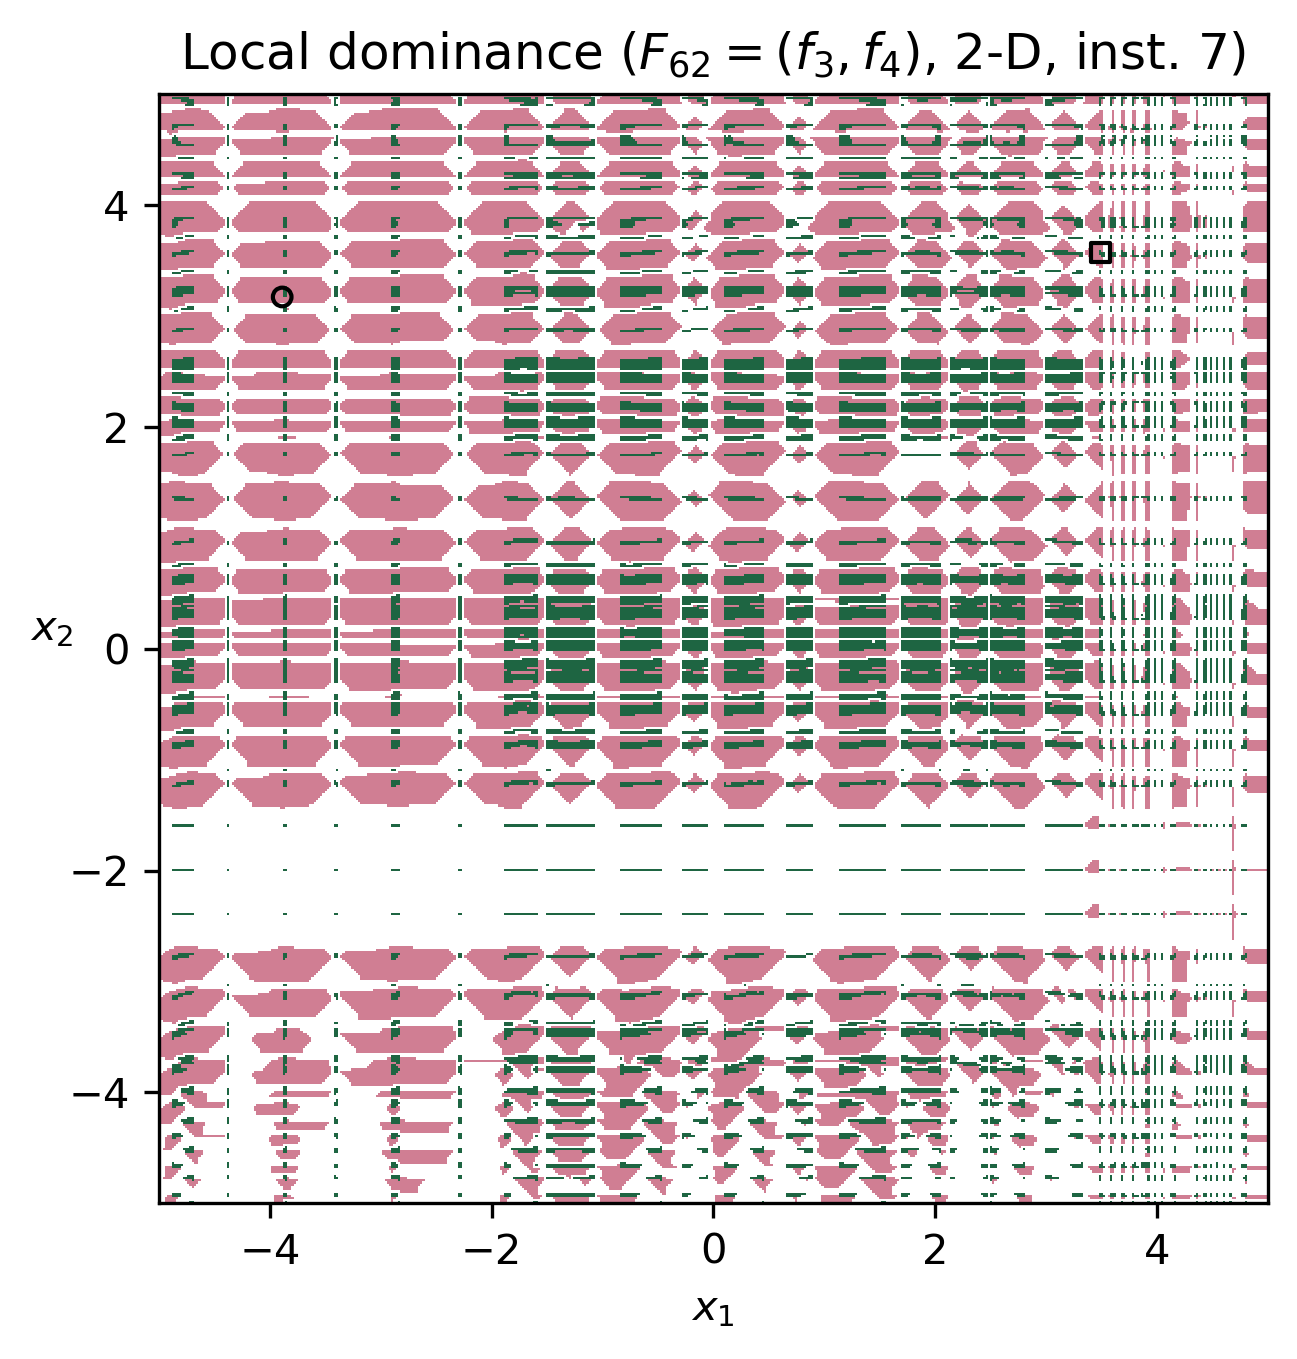 Local dominance (F₆₂ = (f₃, f₄), 2-D, inst. 7)
4
2
x₂
0
−2
−4
−4 −2 0 2 4
x₁